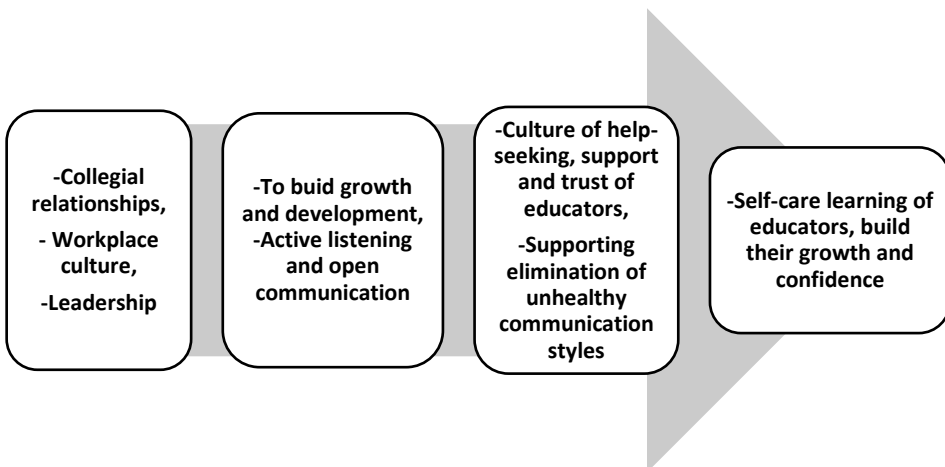 -Collegial
relationships,
- Workplace
culture,
-Leadership
-To buid growth
and development,
-Active listening
and open
communication
-Culture of help-
seeking, support
and trust of
educators,
-Supporting
elimination of
unhealthy
communication
styles
-Self-care learning of
educators, build
their growth and
confidence